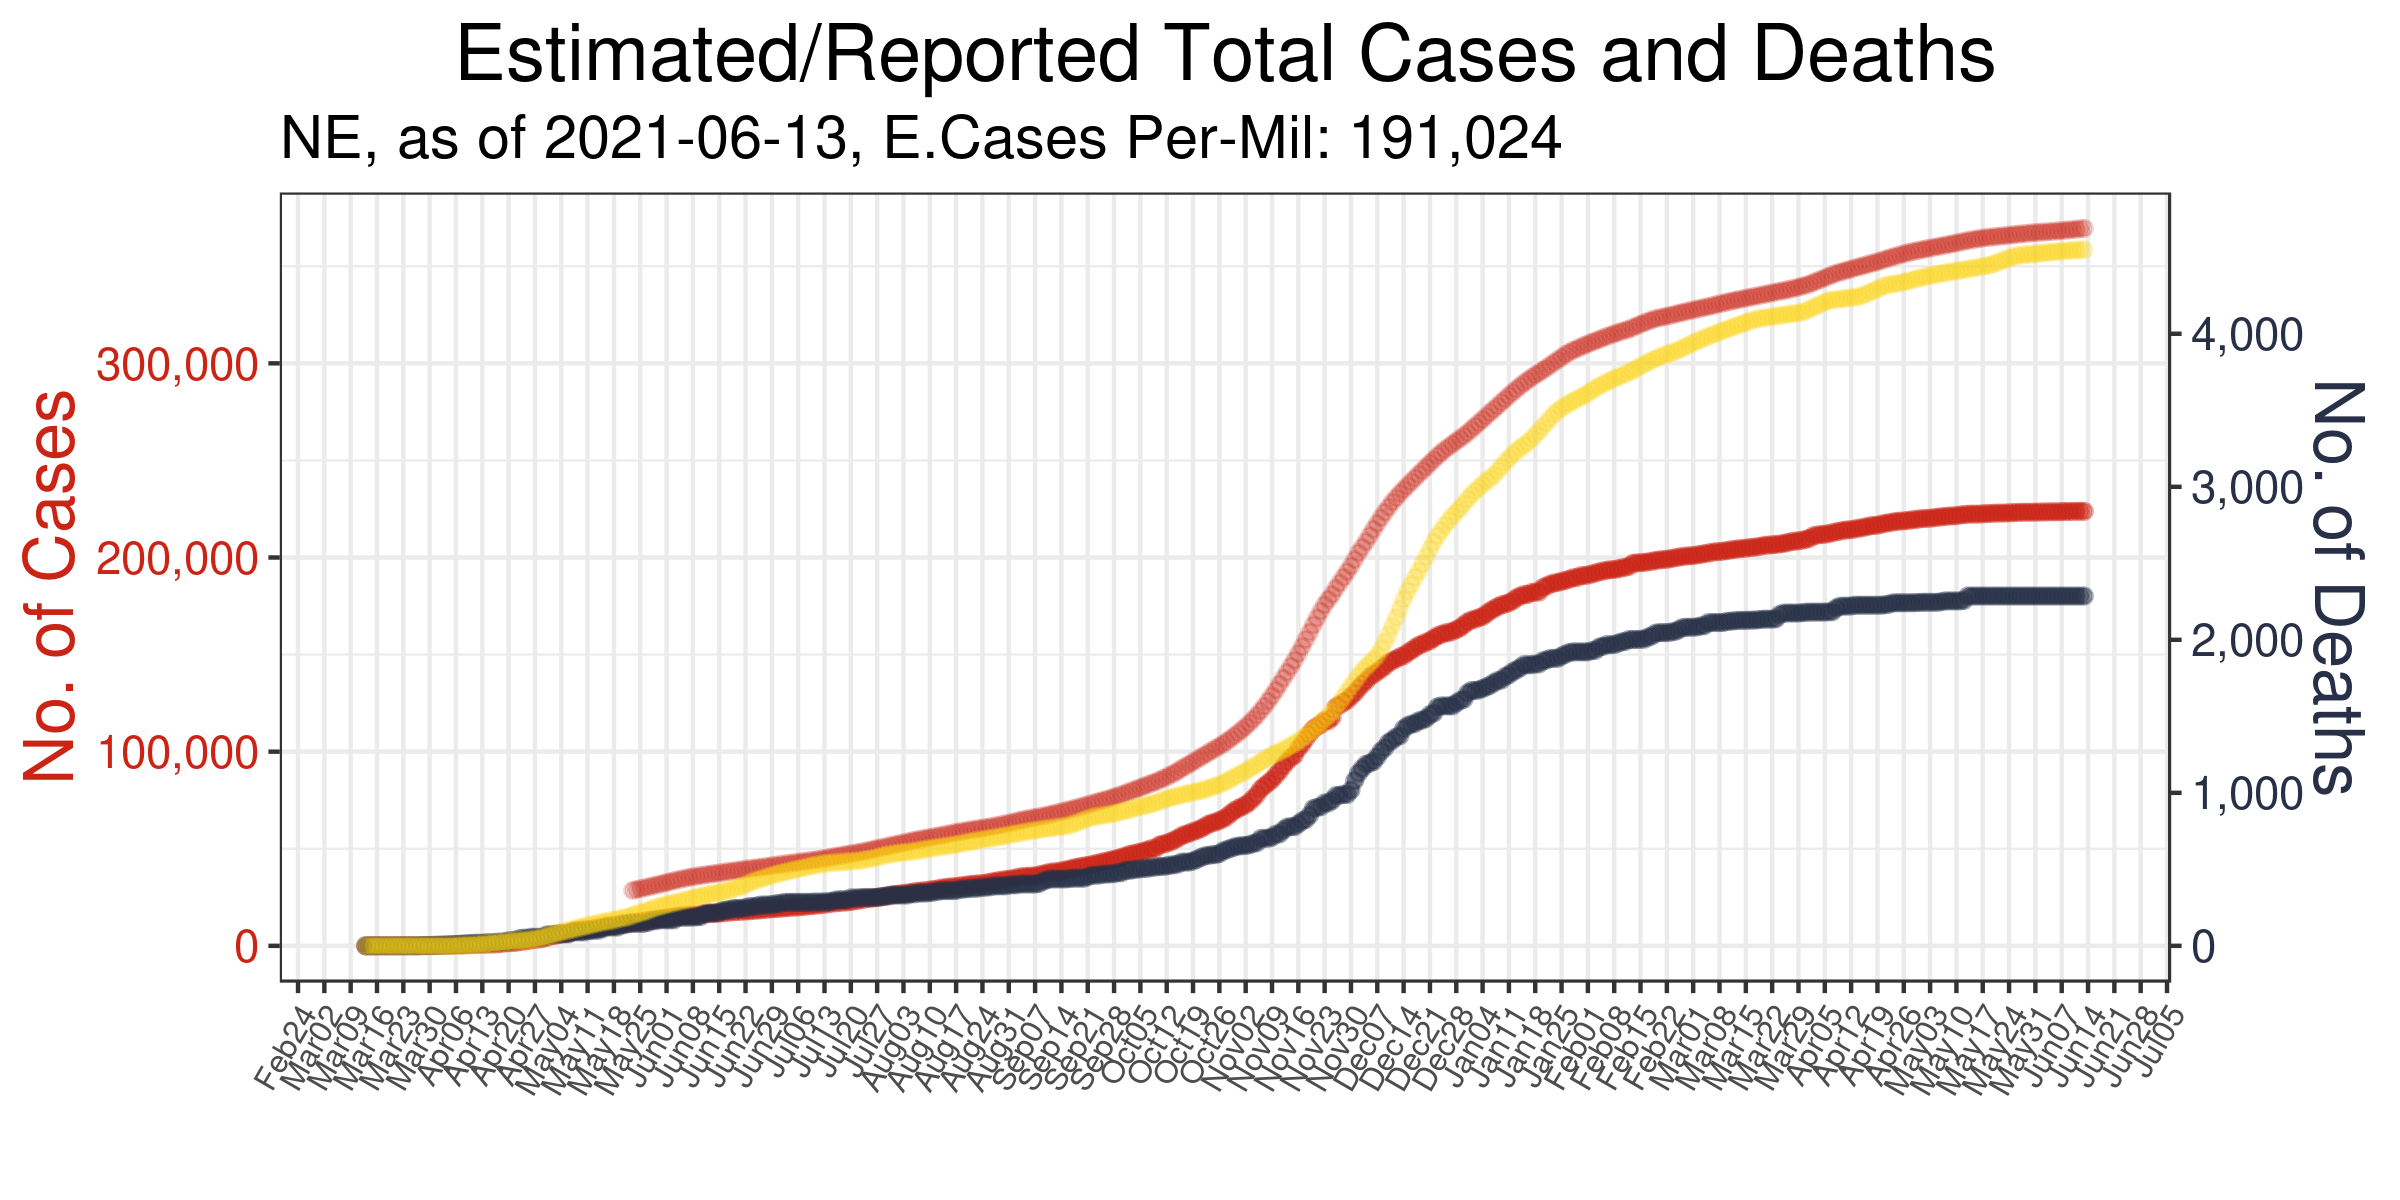 Estimated/Reported Total Cases and Deaths
NE, as of 2021-06-13, E.Cases Per-Mil: 191,024
No. of Cases
300,000
200,000
100,000
0
4,000
3,000
2,000
1,000
0
No. of Deaths
Feb24
Mar02
Mar09
Mar16
Mar23
Mar30
Apr06
Apr13
Apr20
Apr27
May04
May11
May18
May25
Jun01
Jun08
Jun15
Jun22
Jun29
Jul06
Jul13
Jul20
Jul27
Aug03
Aug10
Aug17
Aug24
Aug31
Sep07
Sep14
Sep21
Sep28
Oct05
Oct12
Oct19
Oct26
Nov02
Nov09
Nov16
Nov23
Nov30
Dec07
Dec14
Dec21
Dec28
Jan04
Jan11
Jan18
Jan25
Feb01
Feb08
Feb15
Feb22
Mar01
Mar08
Mar15
Mar22
Mar29
Apr05
Apr12
Apr19
Apr26
May03
May10
May17
May24
May31
Jun07
Jun14
Jun21
Jun28
Jul05